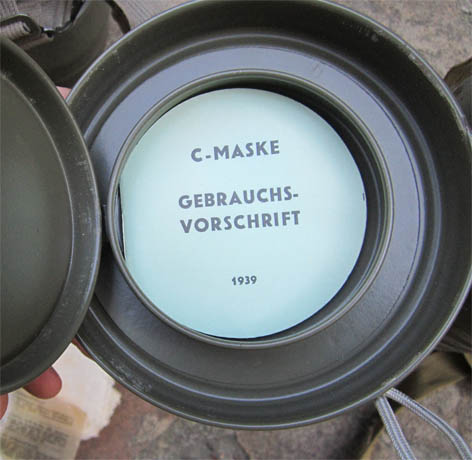 C-MASKE
GEBRAUCHS-
VORSCHRIFT
1939